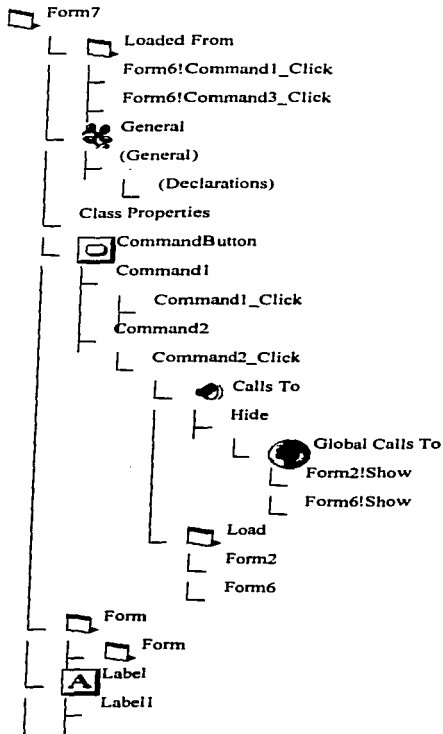 Form7
Loaded From
Form6!Command1_Click
Form6!Command3_Click
General
(General)
(Declarations)
Class Properties
CommandButton
Command1
Command1_Click
Command2
Command2_Click
Calls To
Hide
Global Calls To
Form2!Show
Form6!Show
Load
Form2
Form6
Form
Form
A Label
Label1